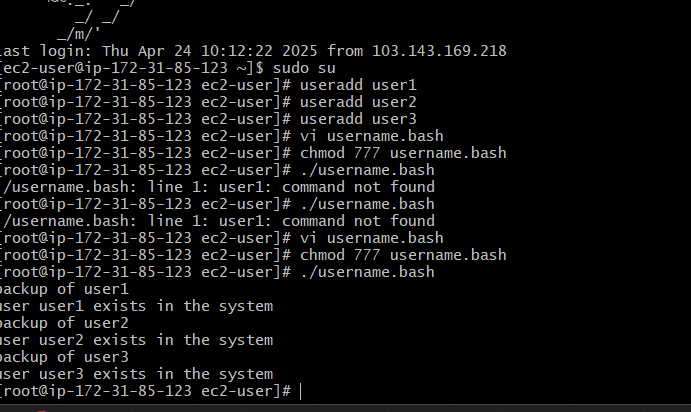 _/ _/
_/m/'
ast login: Thu Apr 24 10:12:22 2025 from 103.143.169.218
[ec2-user@ip-172-31-85-123 ~]$ sudo su
[root@ip-172-31-85-123 ec2-user]# useradd user1
[root@ip-172-31-85-123 ec2-user]# useradd user2
[root@ip-172-31-85-123 ec2-user]# useradd user3
[root@ip-172-31-85-123 ec2-user]# vi username.bash
[root@ip-172-31-85-123 ec2-user]# chmod 777 username.bash
[root@ip-172-31-85-123 ec2-user]# ./username.bash
/username.bash: line 1: user1: command not found
[root@ip-172-31-85-123 ec2-user]# ./username.bash
/username.bash: line 1: user1: command not found
[root@ip-172-31-85-123 ec2-user]# vi username.bash
[root@ip-172-31-85-123 ec2-user]# chmod 777 username.bash
[root@ip-172-31-85-123 ec2-user]# ./username.bash
backup of user1
user user1 exists in the system
backup of user2
user user2 exists in the system
backup of user3
user user3 exists in the system
[root@ip-172-31-85-123 ec2-user]#